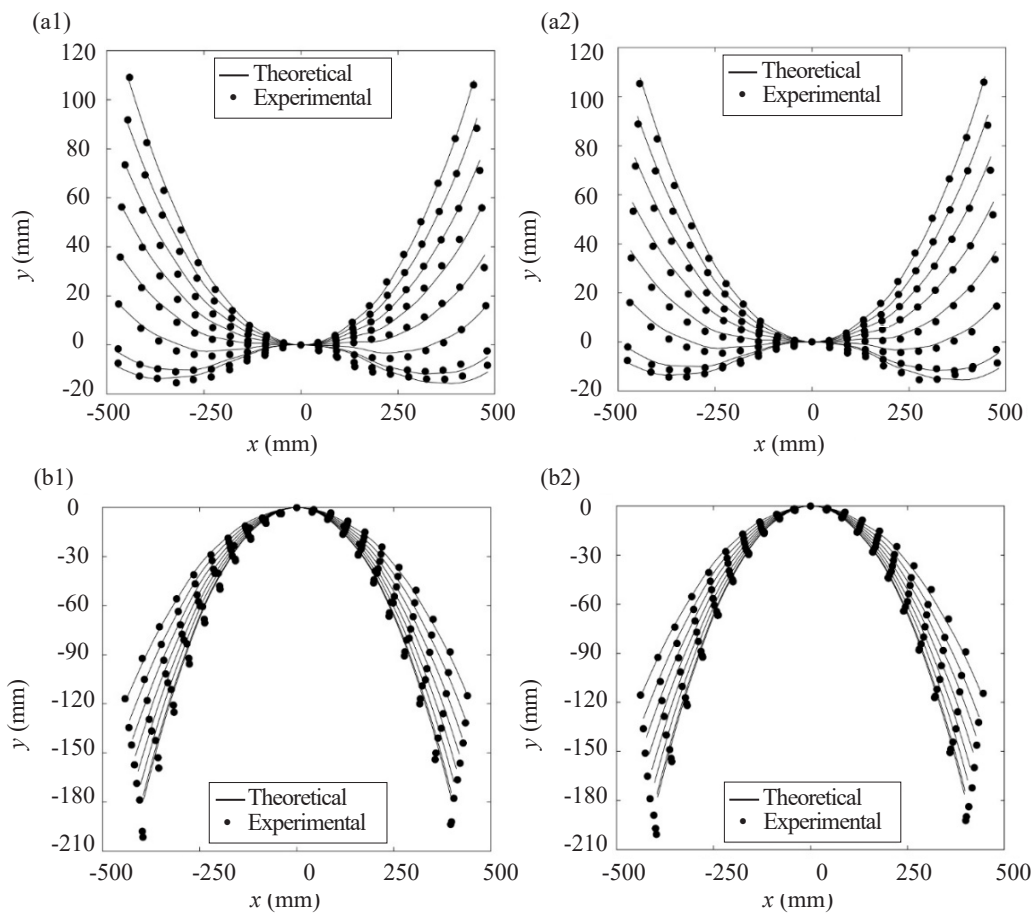 (a1)
120
100
80
60
40
20
0
-20
y (mm)
Theoretical
Experimental
-500 -250 0 250 500
x (mm)
(a2)
120
100
80
60
40
20
0
-20
y (mm)
Theoretical
Experimental
-500 -250 0 250 500
x (mm)
(b1)
0
-30
-60
-90
-120
-150
-180
-210
y (mm)
Theoretical
Experimental
-500 -250 0 250 500
x (mm)
(b2)
0
-30
-60
-90
-120
-150
-180
-210
y (mm)
Theoretical
Experimental
-500 -250 0 250 500
x (mm)